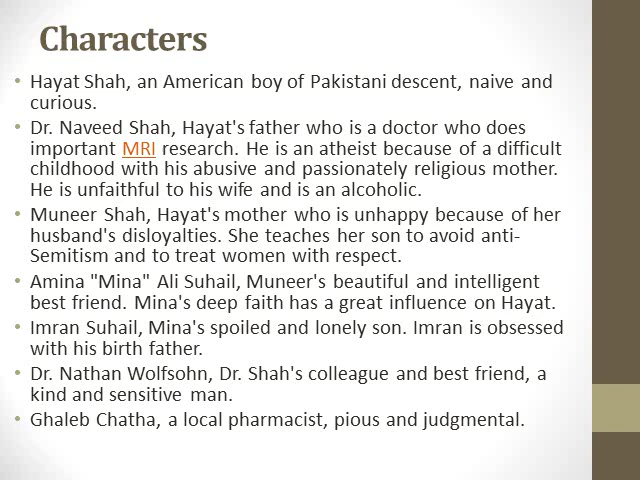 Characters
• Hayat Shah, an American boy of Pakistani descent, naive and
curious.
• Dr. Naveed Shah, Hayat's father who is a doctor who does
important MRI research. He is an atheist because of a difficult
childhood with his abusive and passionately religious mother.
He is unfaithful to his wife and is an alcoholic.
• Muneer Shah, Hayat's mother who is unhappy because of her
husband's disloyalties. She teaches her son to avoid anti-
Semitism and to treat women with respect.
• Amina "Mina" Ali Suhail, Muneer's beautiful and intelligent
best friend. Mina's deep faith has a great influence on Hayat.
• Imran Suhail, Mina's spoiled and lonely son. Imran is obsessed
with his birth father.
• Dr. Nathan Wolfsohn, Dr. Shah's colleague and best friend, a
kind and sensitive man.
• Ghaleb Chatha, a local pharmacist, pious and judgmental.